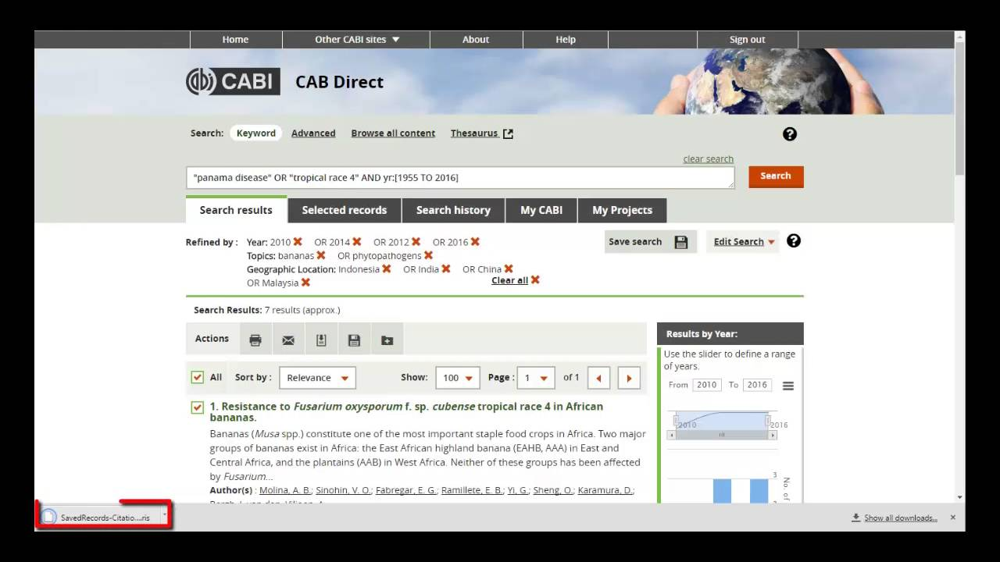 Home Other CABI sites About Help Sign out
CABI CAB Direct
Search: Keyword Advanced Browse all content Thesaurus ?
clear search
"panama disease" OR "tropical race 4" AND yr:[1955 TO 2016] Search
Search results Selected records Search history My CABI My Projects
Refined by : Year: 2010 OR 2014 OR 2012 OR 2016 Save search Edit Search ?
Topics: bananas OR phytopathogens
Geographic Location: Indonesia OR India OR China
OR Malaysia Clear all
Search Results: 7 results (approx.)
Actions
All Sort by : Relevance Show: 100 Page : 1 of 1
1. Resistance to Fusarium oxysporum f. sp. cubense tropical race 4 in African
bananas.
Bananas (Musa spp.) constitute one of the most important staple food crops in Africa. Two major
groups of bananas exist in Africa: the East African highland banana (EAHB, AAA) in East and
Central Africa, and the plantains (AAB) in West Africa. Neither of these groups has been affected
by Fusarium...
Author(s) : Molina, A. B.; Sinohin, V. O.; Fabregar, E. G.; Ramillete, E. B.; Yi, G.; Sheng, O.; Karamura, D.;
Results by Year:
Use the slider to define a range
of years.
From 2010 To 2016
2010 2016
3
No. of
2
SavedRecords-Citatio....ris Show all downloads...